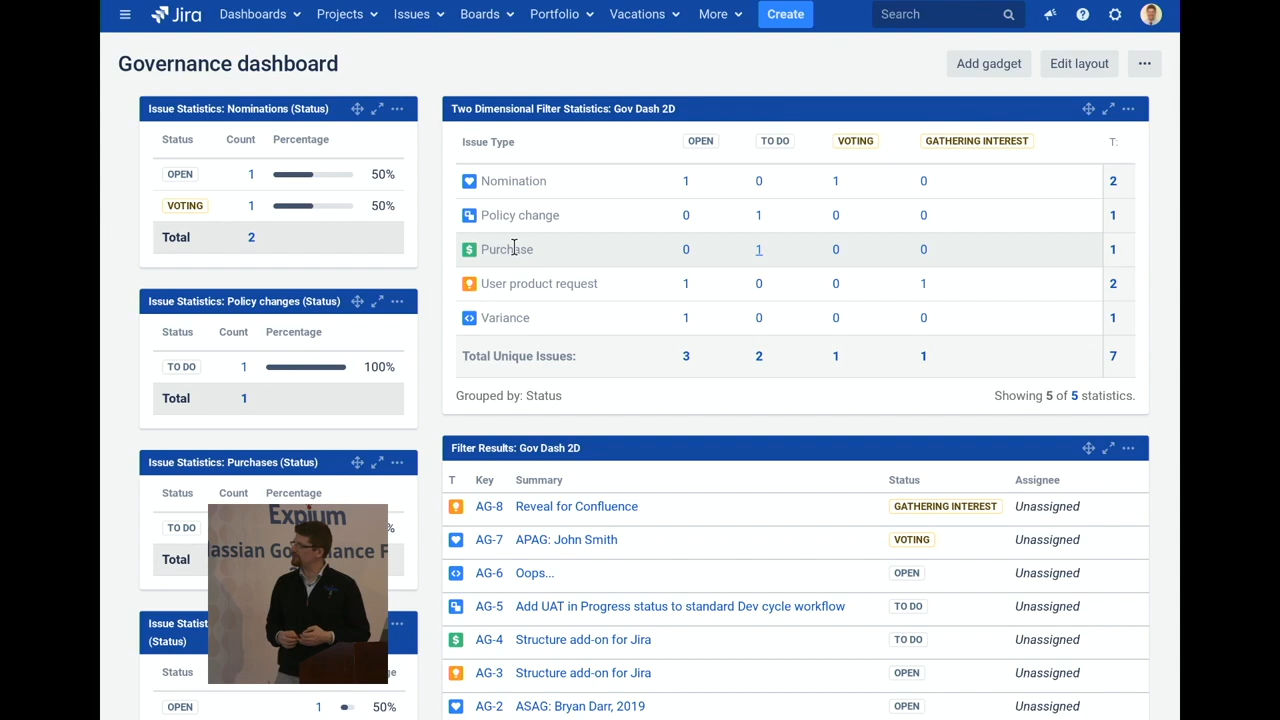 Jira Dashboards Projects Issues Boards Portfolio Vacations More Create Search
Governance dashboard
Add gadget Edit layout
Issue Statistics: Nominations (Status)
Status Count Percentage
OPEN 1 50%
VOTING 1 50%
Total 2
Issue Statistics: Policy changes (Status)
Status Count Percentage
TO DO 1 100%
Total 1
Issue Statistics: Purchases (Status)
Status Count Percentage
TO DO %
Total
(Status)
Status
OPEN 1 50%
Expium
Two Dimensional Filter Statistics: Gov Dash 2D
Issue Type OPEN TO DO VOTING GATHERING INTEREST T:
Nomination 1 0 1 0 2
Policy change 0 1 0 0 1
Purchase 0 1 0 0 1
User product request 1 0 0 1 2
Variance 1 0 0 0 1
Total Unique Issues: 3 2 1 1 7
Grouped by: Status Showing 5 of 5 statistics.
Filter Results: Gov Dash 2D
T Key Summary Status Assignee
AG-8 Reveal for Confluence GATHERING INTEREST Unassigned
AG-7 APAG: John Smith VOTING Unassigned
AG-6 Oops... OPEN Unassigned
AG-5 Add UAT in Progress status to standard Dev cycle workflow TO DO Unassigned
AG-4 Structure add-on for Jira TO DO Unassigned
AG-3 Structure add-on for Jira OPEN Unassigned
AG-2 ASAG: Bryan Darr, 2019 OPEN Unassigned